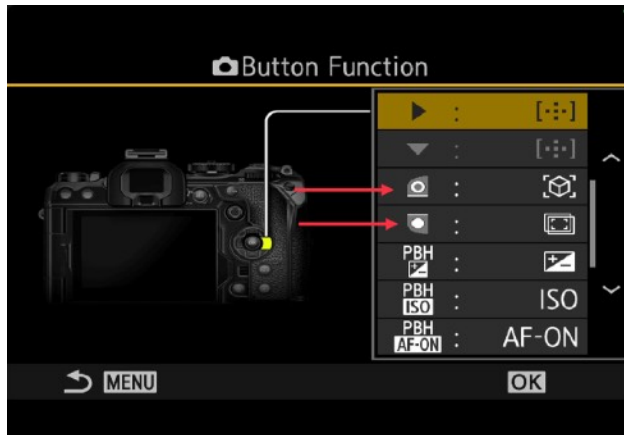 Button Function
:
:
:
:
PBH :
PBH
ISO : ISO
PBH
AF-ON : AF-ON
MENU OK